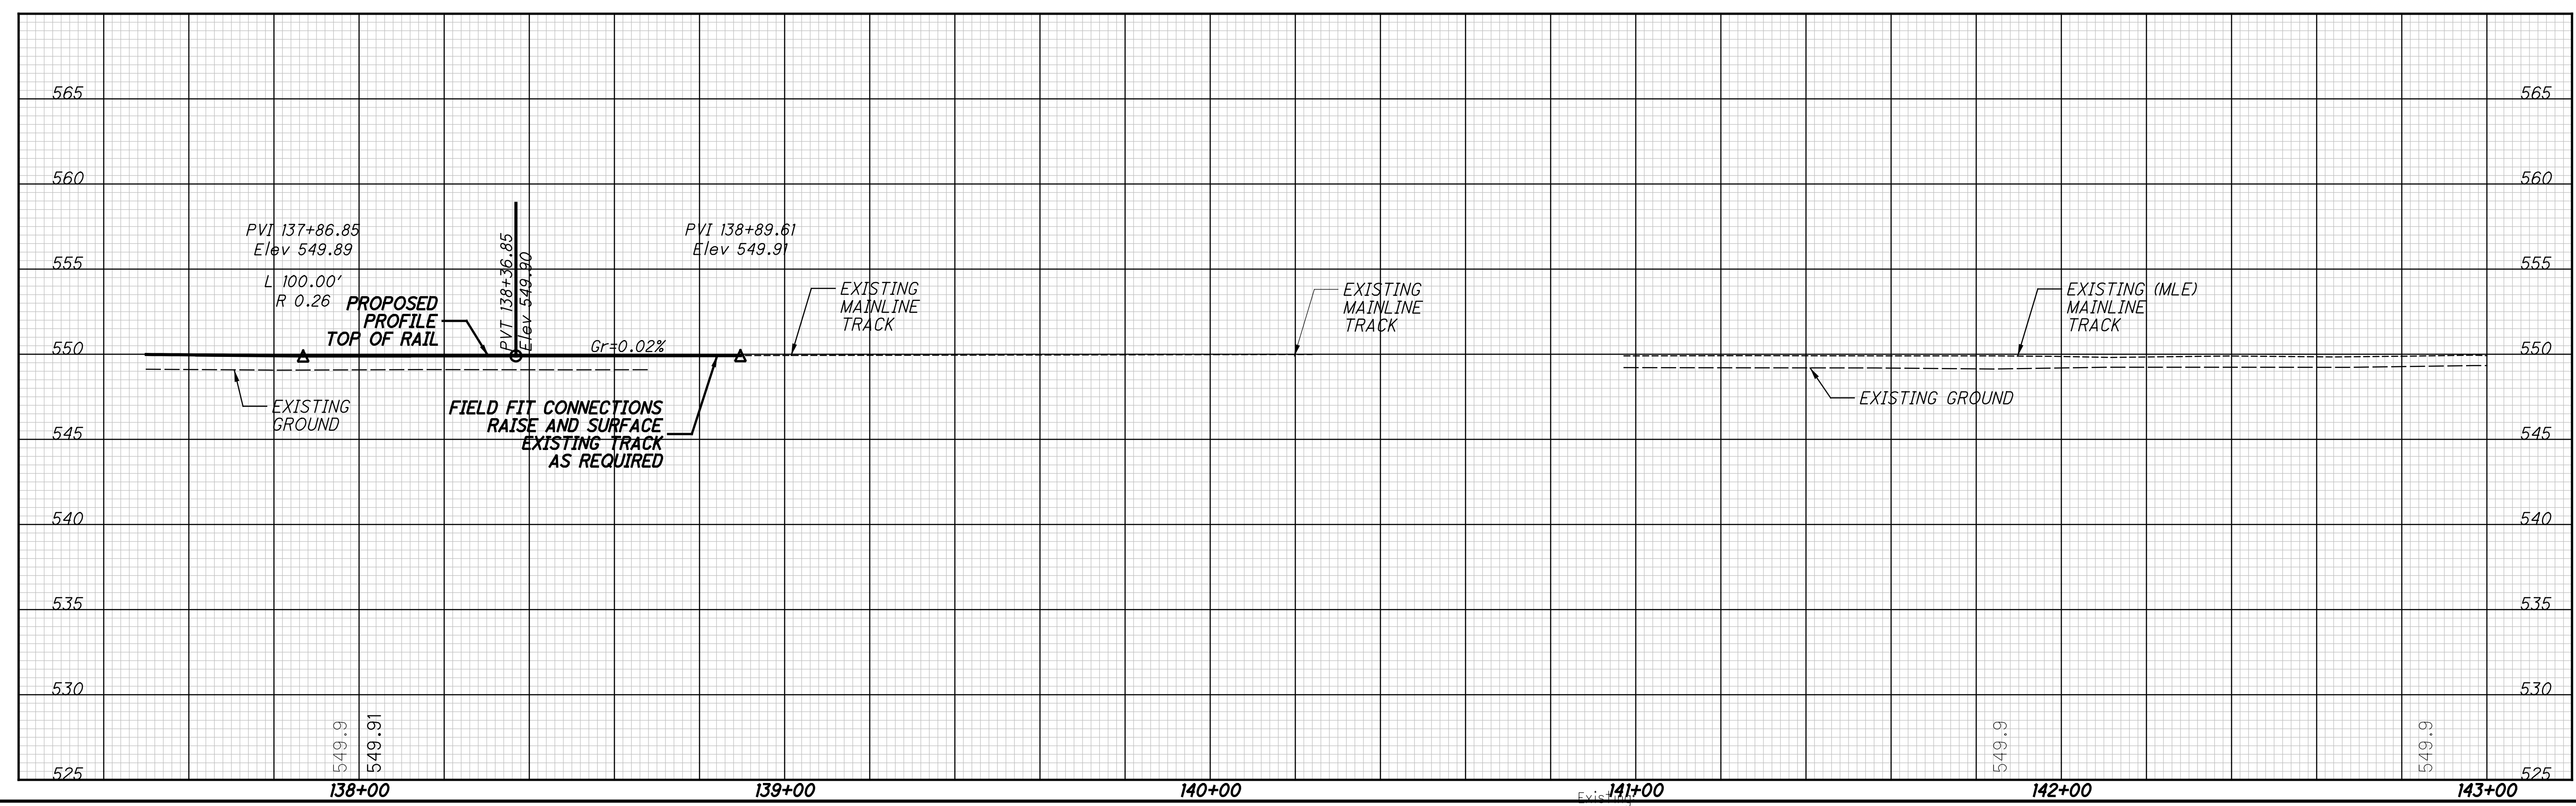 565
565
560
560
PVI 137+86.85
Elev 549.89
L 100.00'
R 0.26
PVT 138+36.85
Elev 549.90
PVI 138+89.61
Elev 549.91
555
555
PROPOSED
PROFILE
TOP OF RAIL
Gr=0.02%
EXISTING
MAINLINE
TRACK
EXISTING
MAINLINE
TRACK
EXISTING (MLE)
MAINLINE
TRACK
550
550
EXISTING
GROUND
FIELD FIT CONNECTIONS
RAISE AND SURFACE
EXISTING TRACK
AS REQUIRED
EXISTING GROUND
545
545
540
540
535
535
530
530
549.9
549.91
549.9
549.9
525
525
138+00
139+00
140+00
141+00
142+00
143+00
Existing